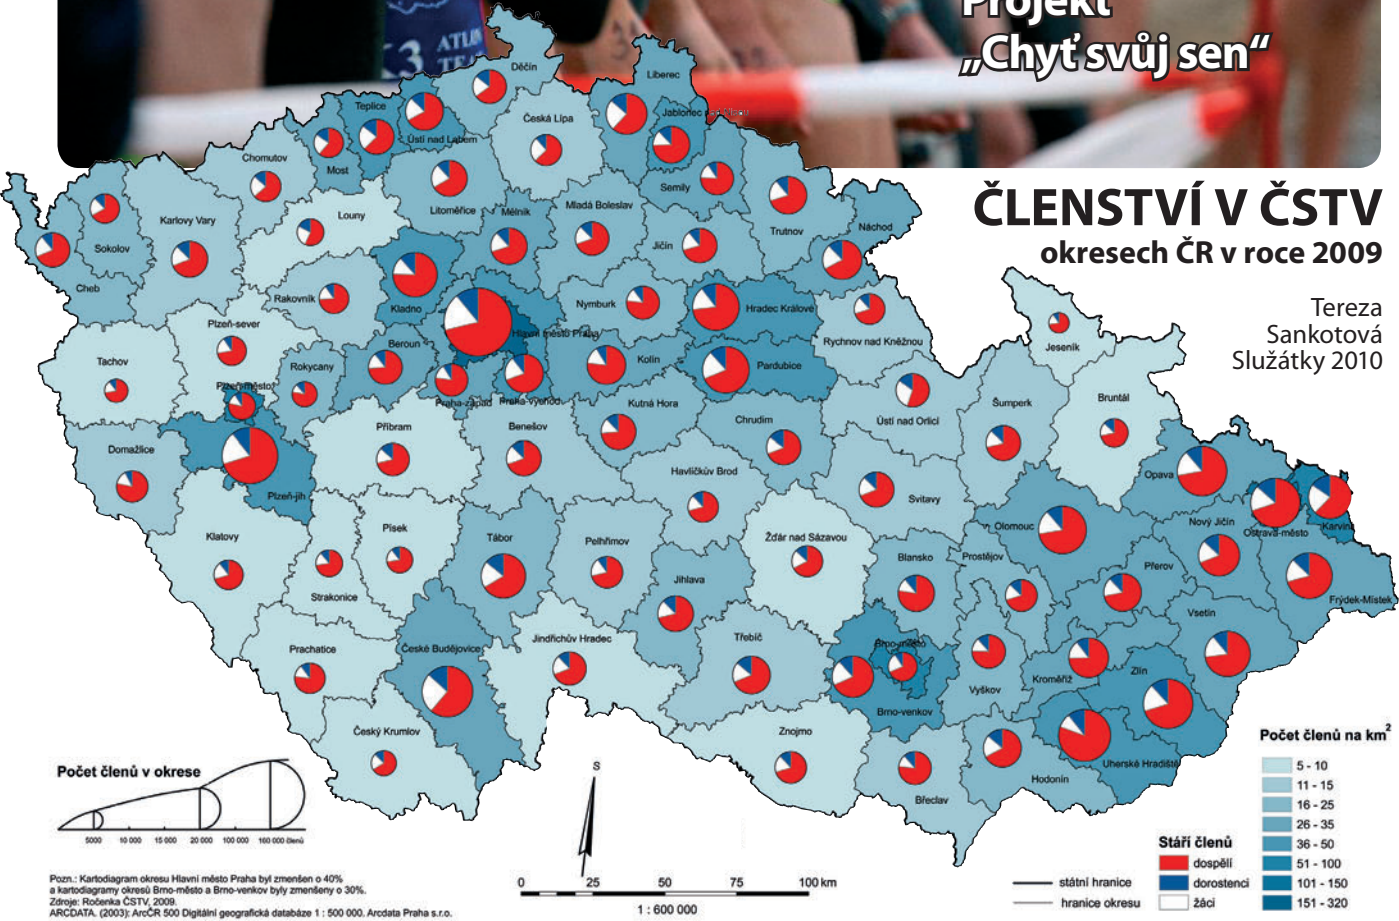 Projekt
„Chyť svůj sen“
3 ATLA
TEA
ČLENSTVÍ V ČSTV
okresech ČR v roce 2009
Tereza
Sankotová
Služátky 2010
Děčín
Liberec
Teplice
Jablonec nad Nisou
Česká Lípa
Ústí nad Labem
Chomutov
Most
Semily
Louny
Litoměřice
Mělník
Mladá Boleslav
Karlovy Vary
Trutnov
Náchod
Sokolov
Jičín
Cheb
Rakovník
Kladno
Nymburk
Hradec Králové
Plzeň-sever
Hlavní město Praha
Rychnov nad Kněžnou
Jeseník
Tachov
Beroun
Kolín
Pardubice
Rokycany
Plzeň-město
Praha-západ
Praha-východ
Kutná Hora
Šumperk
Bruntál
Příbram
Benešov
Chrudim
Ústí nad Orlicí
Domažlice
Havlíčkův Brod
Opava
Plzeň-jih
Svitavy
Klatovy
Písek
Tábor
Pelhřimov
Žďár nad Sázavou
Olomouc
Nový Jičín
Karviná
Ostrava-město
Blansko
Prostějov
Přerov
Jihlava
Strakonice
Frýdek-Místek
Vsetín
Prachatice
České Budějovice
Jindřichův Hradec
Třebíč
Brno-město
Kroměříž
Zlín
Vyškov
Brno-venkov
Český Krumlov
Znojmo
Uherské Hradiště
Hodonín
Břeclav
Počet členů v okrese
5000 10 000 15 000 20 000 100 000 160 000 členů
Pozn.: Kartodiagram okresu Hlavní město Praha byl zmenšen o 40%
a kartodiagramy okresů Brno-město a Brno-venkov byly zmenšeny o 30%.
Zdroje: Ročenka ČSTV, 2009.
ARCDATA. (2003): ArcČR 500 Digitální geografická databáze 1 : 500 000. Arcdata Praha s.r.o.
S
0 25 50 75 100 km
1 : 600 000
státní hranice
hranice okresu
Stáří členů
dospělí
dorostenci
žáci
Počet členů na km²
5 - 10
11 - 15
16 - 25
26 - 35
36 - 50
51 - 100
101 - 150
151 - 320